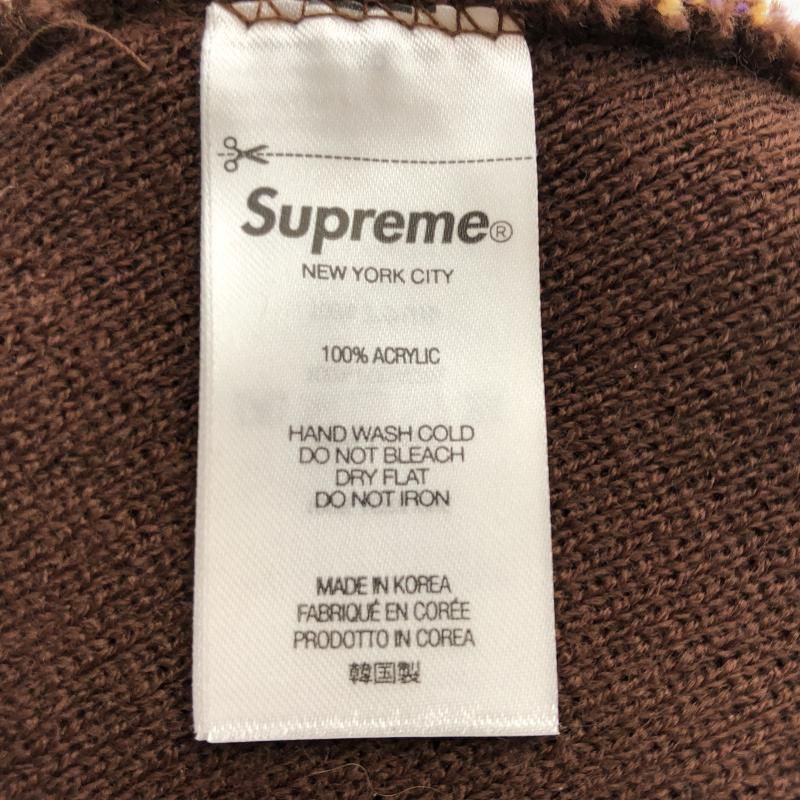 Supreme®
NEW YORK CITY
100% ACRYLIC
HAND WASH COLD
DO NOT BLEACH
DRY FLAT
DO NOT IRON
MADE IN KOREA
FABRIQUÉ EN CORÉE
PRODOTTO IN COREA
韓国製